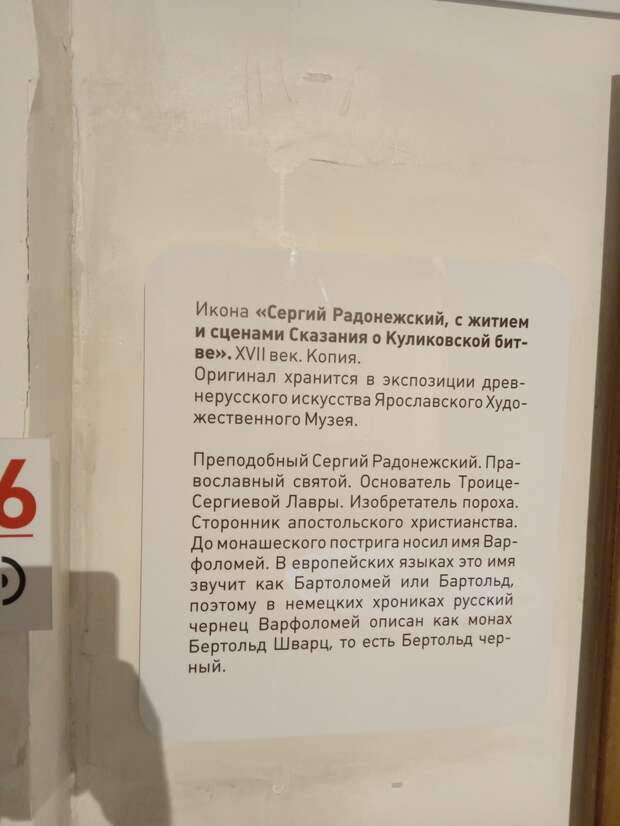 Икона «Сергий Радонежский, с житием
и сценами Сказания о Куликовской бит-
ве». XVII век. Копия.
Оригинал хранится в экспозиции древ-
нерусского искусства Ярославского Худо-
жественного Музея.
Преподобный Сергий Радонежский. Пра-
вославный святой. Основатель Троице-
Сергиевой Лавры. Изобретатель пороха.
Сторонник апостольского христианства.
До монашеского пострига носил имя Вар-
фоломей. В европейских языках это имя
звучит как Бартоломей или Бартольд,
поэтому в немецких хрониках русский
чернец Варфоломей описан как монах
Бертольд Шварц, то есть Бертольд чер-
ный.
6